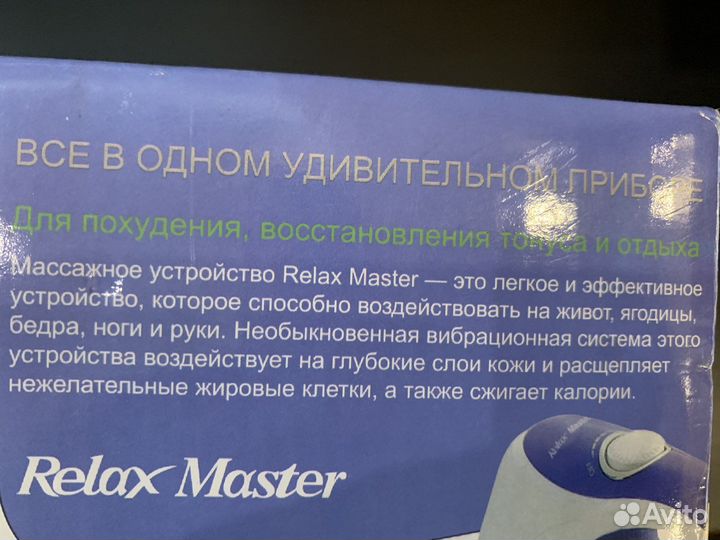 ВСЕ В ОДНОМ УДИВИТЕЛЬНОМ ПРИБОРЕ
Для похудения, восстановления тонуса и отдыха
Массажное устройство Relax Master — это легкое и эффективное
устройство, которое способно воздействовать на живот, ягодицы,
бедра, ноги и руки. Необыкновенная вибрационная система этого
устройства воздействует на глубокие слои кожи и расщепляет
нежелательные жировые клетки, а также сжигает калории.
Relax Master
Master
Avito